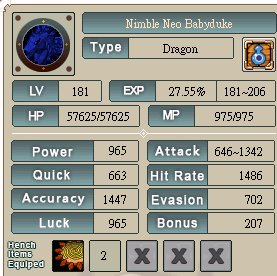 Nimble Neo Babyduke
Type Dragon
LV 181 EXP 27.55% 181~206
HP 57625/57625 MP 975/975
Power 965 Attack 646~1342
Quick 663 Hit Rate 1486
Accuracy 1447 Evasion 702
Luck 965 Bonus 207
Hench
Items 2 X X X
Equiped